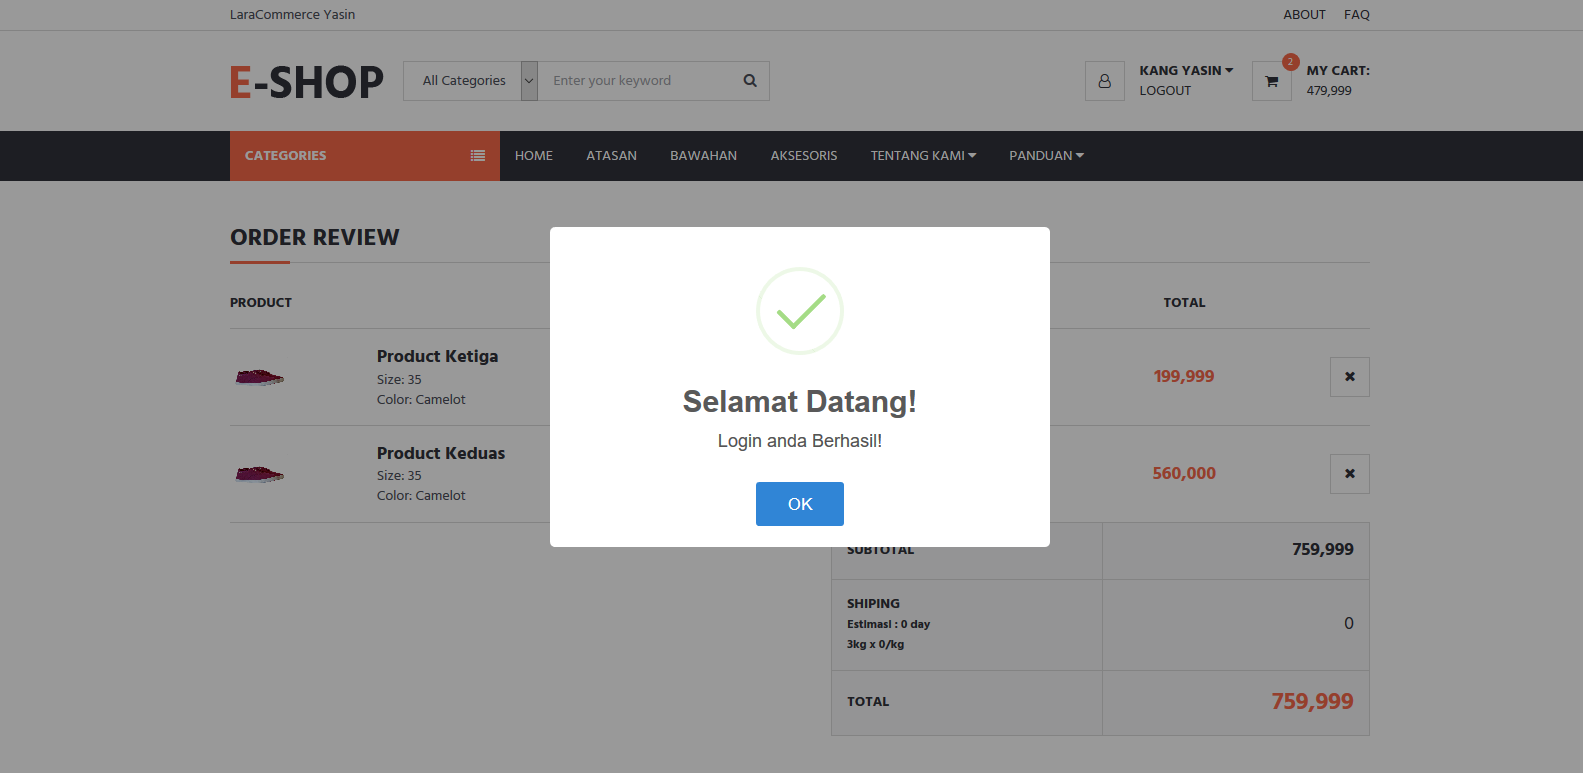 LaraCommerce Yasin
ABOUT FAQ
E-SHOP
All Categories
Enter your keyword
KANG YASIN
LOGOUT
2
MY CART:
479,999
CATEGORIES
HOME ATASAN BAWAHAN AKSESORIS TENTANG KAMI PANDUAN
ORDER REVIEW
PRODUCT TOTAL
Product Ketiga
Size: 35
Color: Camelot
199,999
Product Keduas
Size: 35
Color: Camelot
560,000
Selamat Datang!
Login anda Berhasil!
OK
SUBTOTAL 759,999
SHIPING
Estimasi : 0 day
3kg x 0/kg
0
TOTAL 759,999